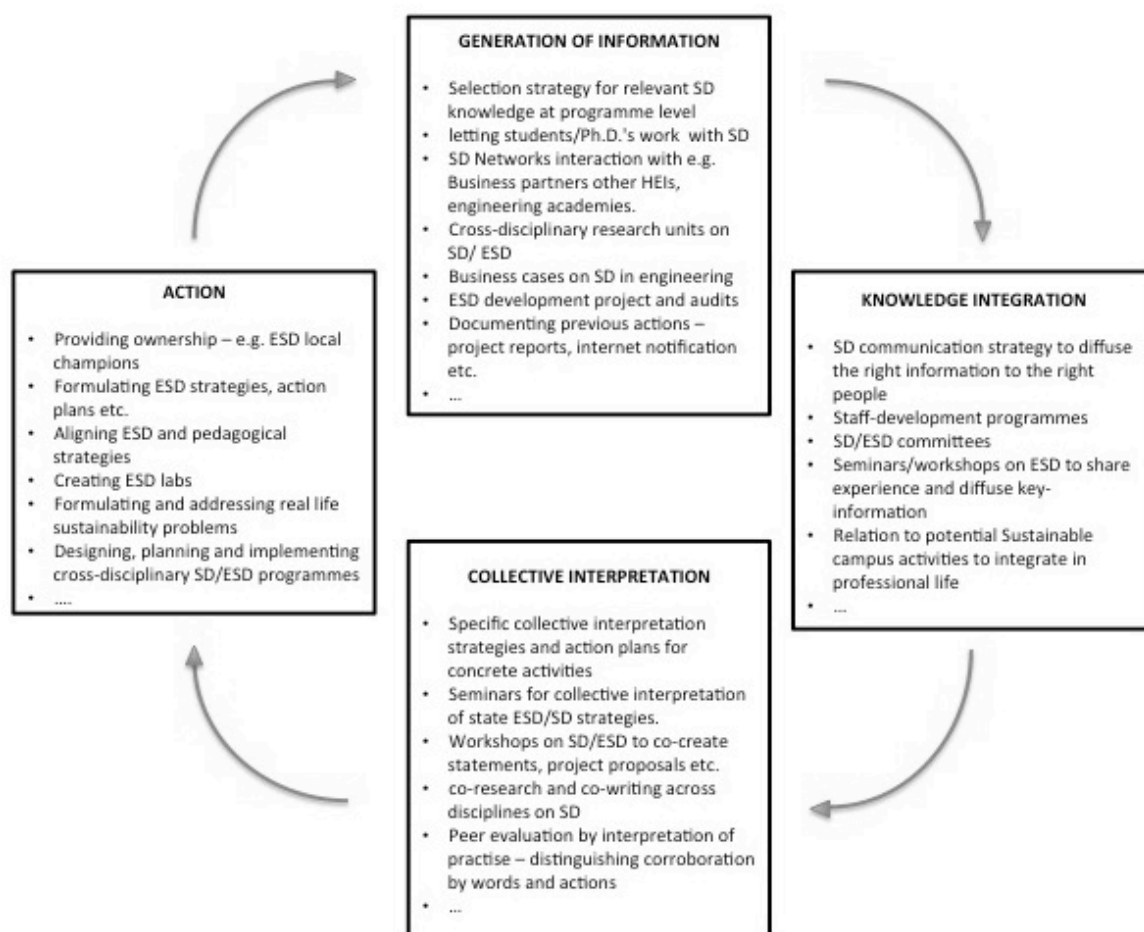 GENERATION OF INFORMATION
• Selection strategy for relevant SD
knowledge at programme level
• letting students/Ph.D.'s work with SD
• SD Networks interaction with e.g.
Business partners other HEIs,
engineering academies.
• Cross-disciplinary research units on
SD/ ESD
• Business cases on SD in engineering
• ESD development project and audits
• Documenting previous actions –
project reports, internet notification
etc.
• ...
KNOWLEDGE INTEGRATION
• SD communication strategy to diffuse
the right information to the right
people
• Staff-development programmes
• SD/ESD committees
• Seminars/workshops on ESD to share
experience and diffuse key-
information
• Relation to potential Sustainable
campus activities to integrate in
professional life
• ...
COLLECTIVE INTERPRETATION
• Specific collective interpretation
strategies and action plans for
concrete activities
• Seminars for collective interpretation
of state ESD/SD strategies.
• Workshops on SD/ESD to co-create
statements, project proposals etc.
• co-research and co-writing across
disciplines on SD
• Peer evaluation by interpretation of
practise – distinguishing corroboration
by words and actions
• ...
ACTION
• Providing ownership – e.g. ESD local
champions
• Formulating ESD strategies, action
plans etc.
• Aligning ESD and pedagogical
strategies
• Creating ESD labs
• Formulating and addressing real life
sustainability problems
• Designing, planning and implementing
cross-disciplinary SD/ESD programmes
• ....